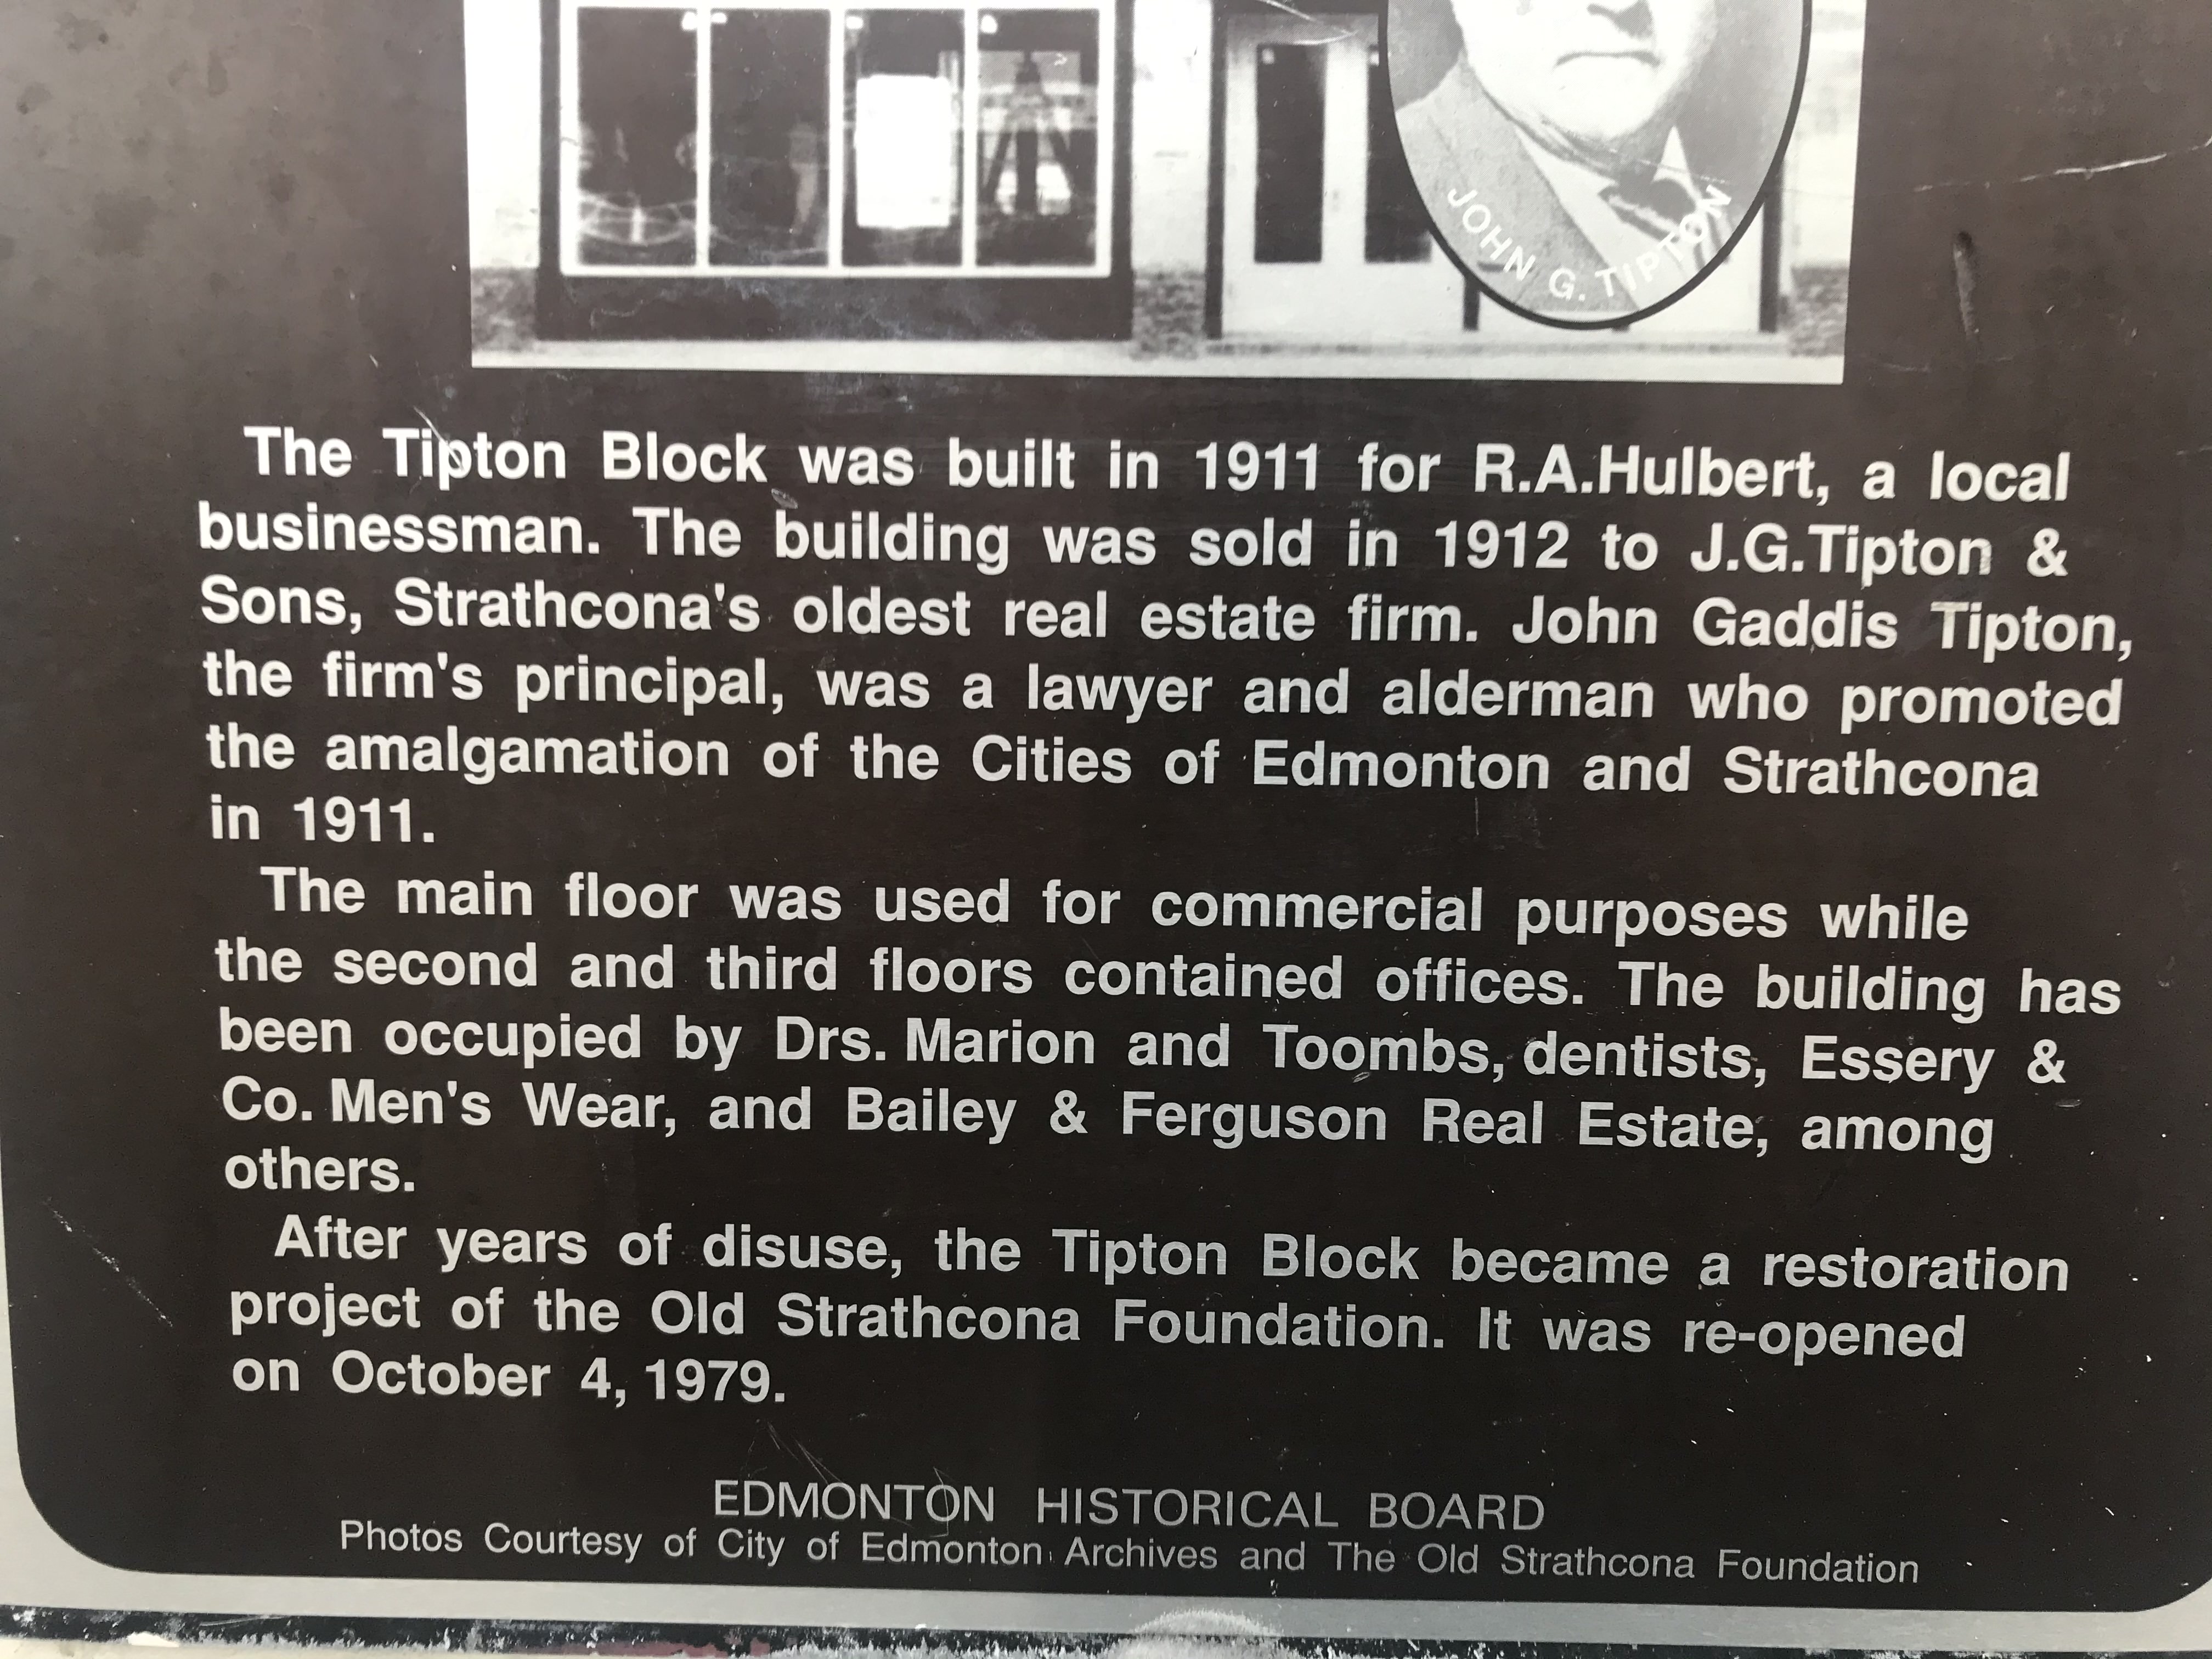 JOHN G. TIPTON
The Tipton Block was built in 1911 for R.A.Hulbert, a local
businessman. The building was sold in 1912 to J.G.Tipton &
Sons, Strathcona's oldest real estate firm. John Gaddis Tipton,
the firm's principal, was a lawyer and alderman who promoted
the amalgamation of the Cities of Edmonton and Strathcona
in 1911.
The main floor was used for commercial purposes while
the second and third floors contained offices. The building has
been occupied by Drs. Marion and Toombs, dentists, Essery &
Co. Men's Wear, and Bailey & Ferguson Real Estate, among
others.
After years of disuse, the Tipton Block became a restoration
project of the Old Strathcona Foundation. It was re-opened
on October 4, 1979.
EDMONTON HISTORICAL BOARD
Photos Courtesy of City of Edmonton Archives and The Old Strathcona Foundation